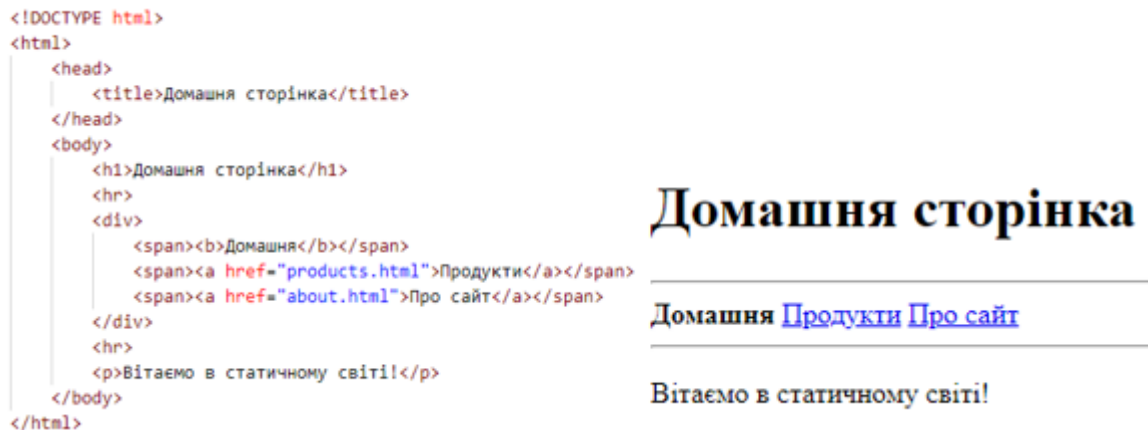 <!DOCTYPE html>
<html>
<head>
<title>Домашня сторінка</title>
</head>
<body>
<h1>Домашня сторінка</h1>
<hr>
<div>
<span><b>Домашня</b></span>
<span><a href="products.html">Продукти</a></span>
<span><a href="about.html">Про сайт</a></span>
</div>
<hr>
<p>Вітаємо в статичному світі!</p>
</body>
</html>
Домашня сторінка
Домашня Продукти Про сайт
Вітаємо в статичному світі!